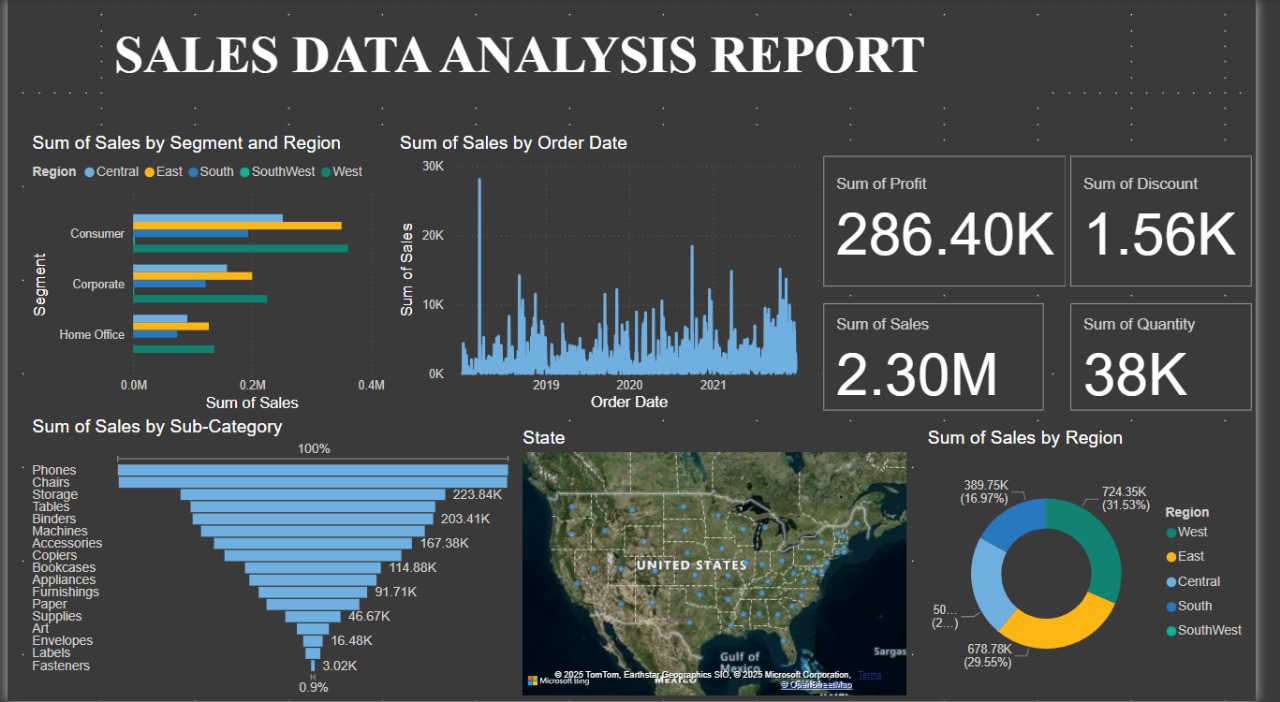 SALES DATA ANALYSIS REPORT
Sum of Sales by Segment and Region
Region Central East South SouthWest West
Segment
Consumer
Corporate
Home Office
0.0M 0.2M 0.4M
Sum of Sales
Sum of Sales by Order Date
Sum of Sales
30K
20K
10K
0K
2019 2020 2021
Order Date
Sum of Profit
286.40K
Sum of Discount
1.56K
Sum of Sales
2.30M
Sum of Quantity
38K
Sum of Sales by Sub-Category
100%
Phones
Chairs
Storage 223.84K
Tables
Binders 203.41K
Machines
Accessories 167.38K
Copiers
Bookcases 114.88K
Appliances
Furnishings 91.71K
Paper
Supplies 46.67K
Art
Envelopes 16.48K
Labels
Fasteners 3.02K
0.9%
State
UNITED STATES
Gulf of
Mexico
MEXICO
Sargas
Microsoft Bing
© 2025 TomTom, Earthstar Geographics SIO, © 2025 Microsoft Corporation, Terms
© OpenStreetMap
Sum of Sales by Region
389.75K
(16.97%)
724.35K
(31.53%)
50...
(2...)
678.78K
(29.55%)
Region
West
East
Central
South
SouthWest